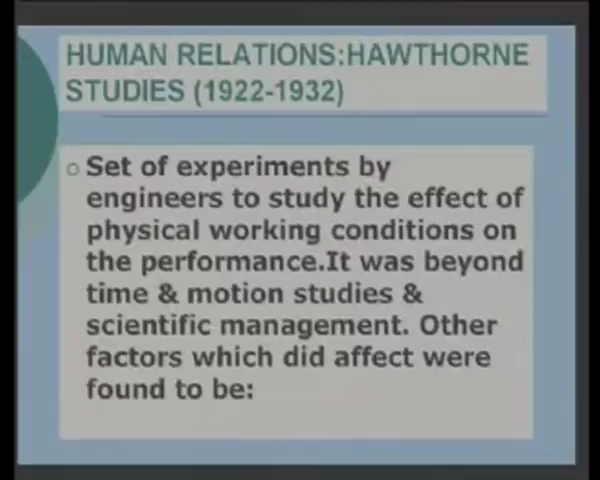 HUMAN RELATIONS:HAWTHORNE
STUDIES (1922-1932)
Set of experiments by
engineers to study the effect of
physical working conditions on
the performance.It was beyond
time & motion studies &
scientific management. Other
factors which did affect were
found to be: